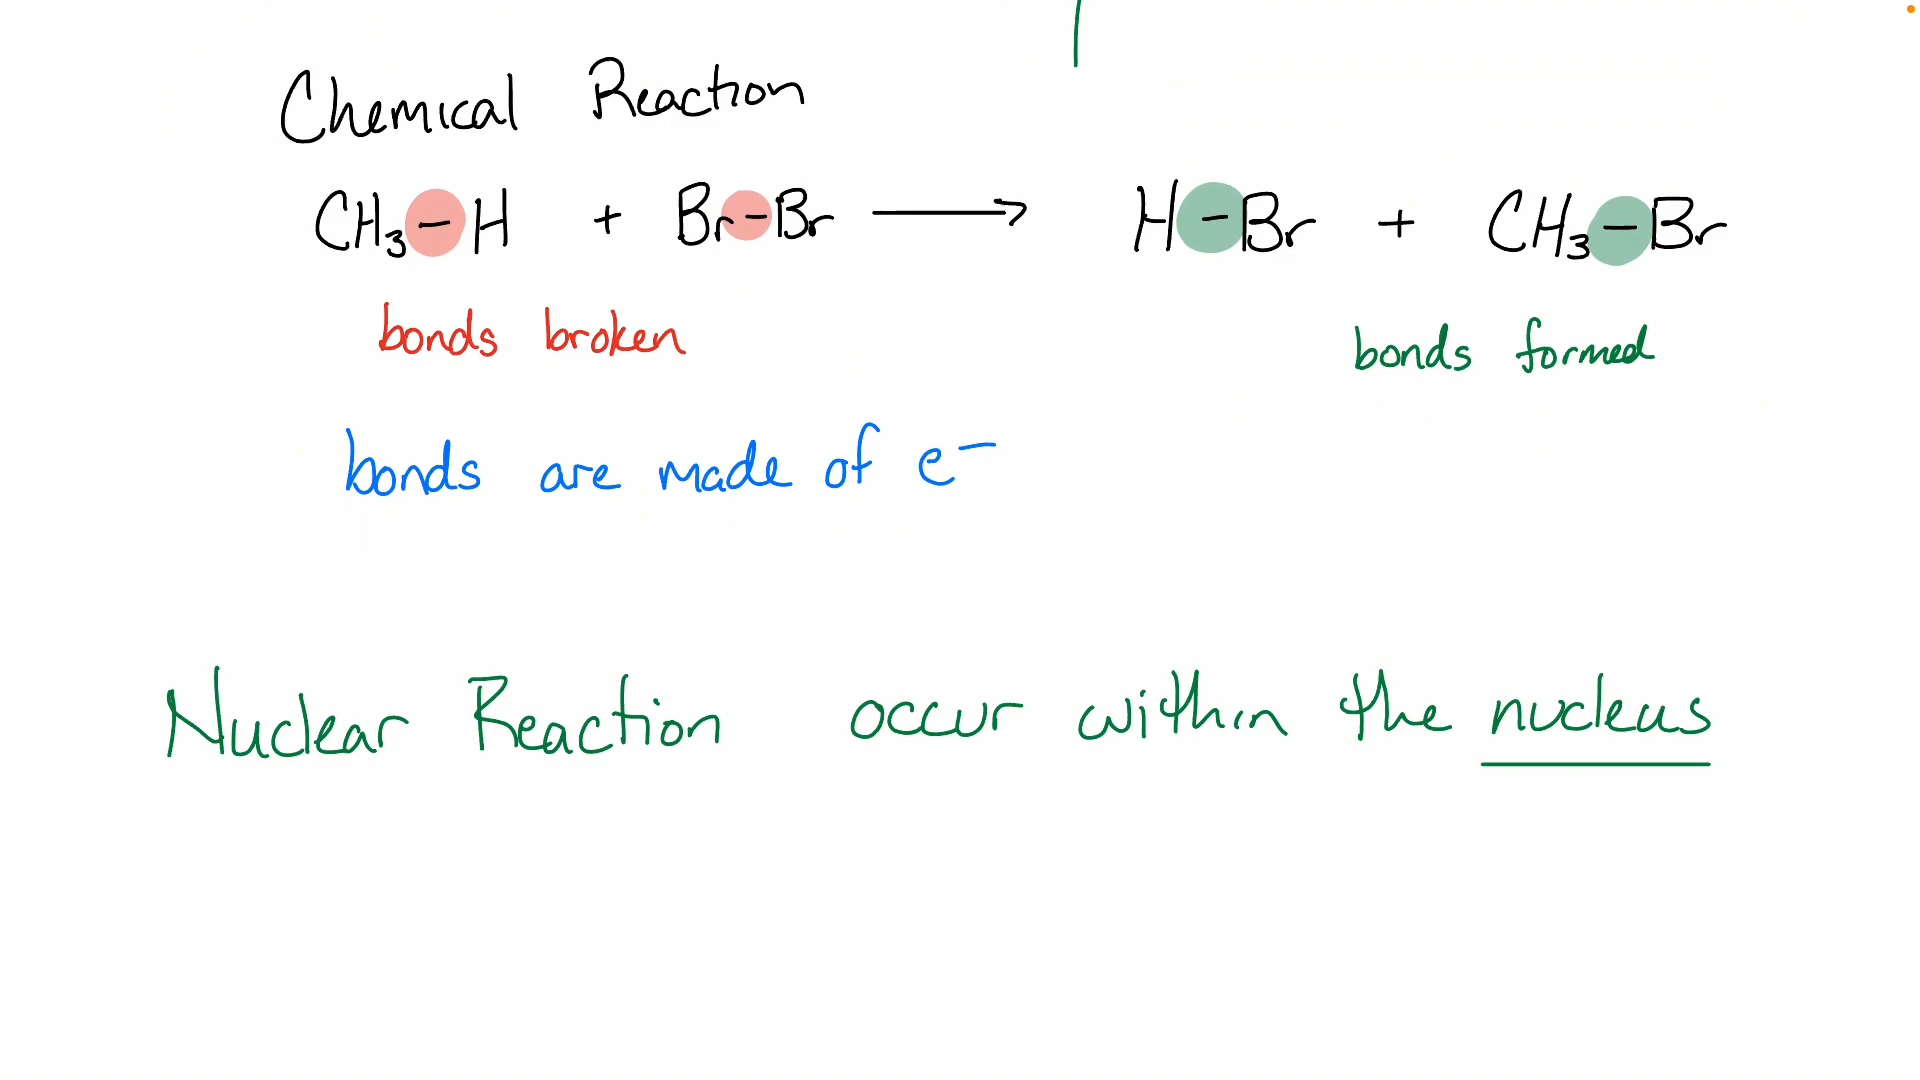 Chemical Reaction
CH₃-H + Br-Br ⟶ H-Br + CH₃-Br
bonds broken
bonds formed
bonds are made of e⁻
Nuclear Reaction occur within the nucleus